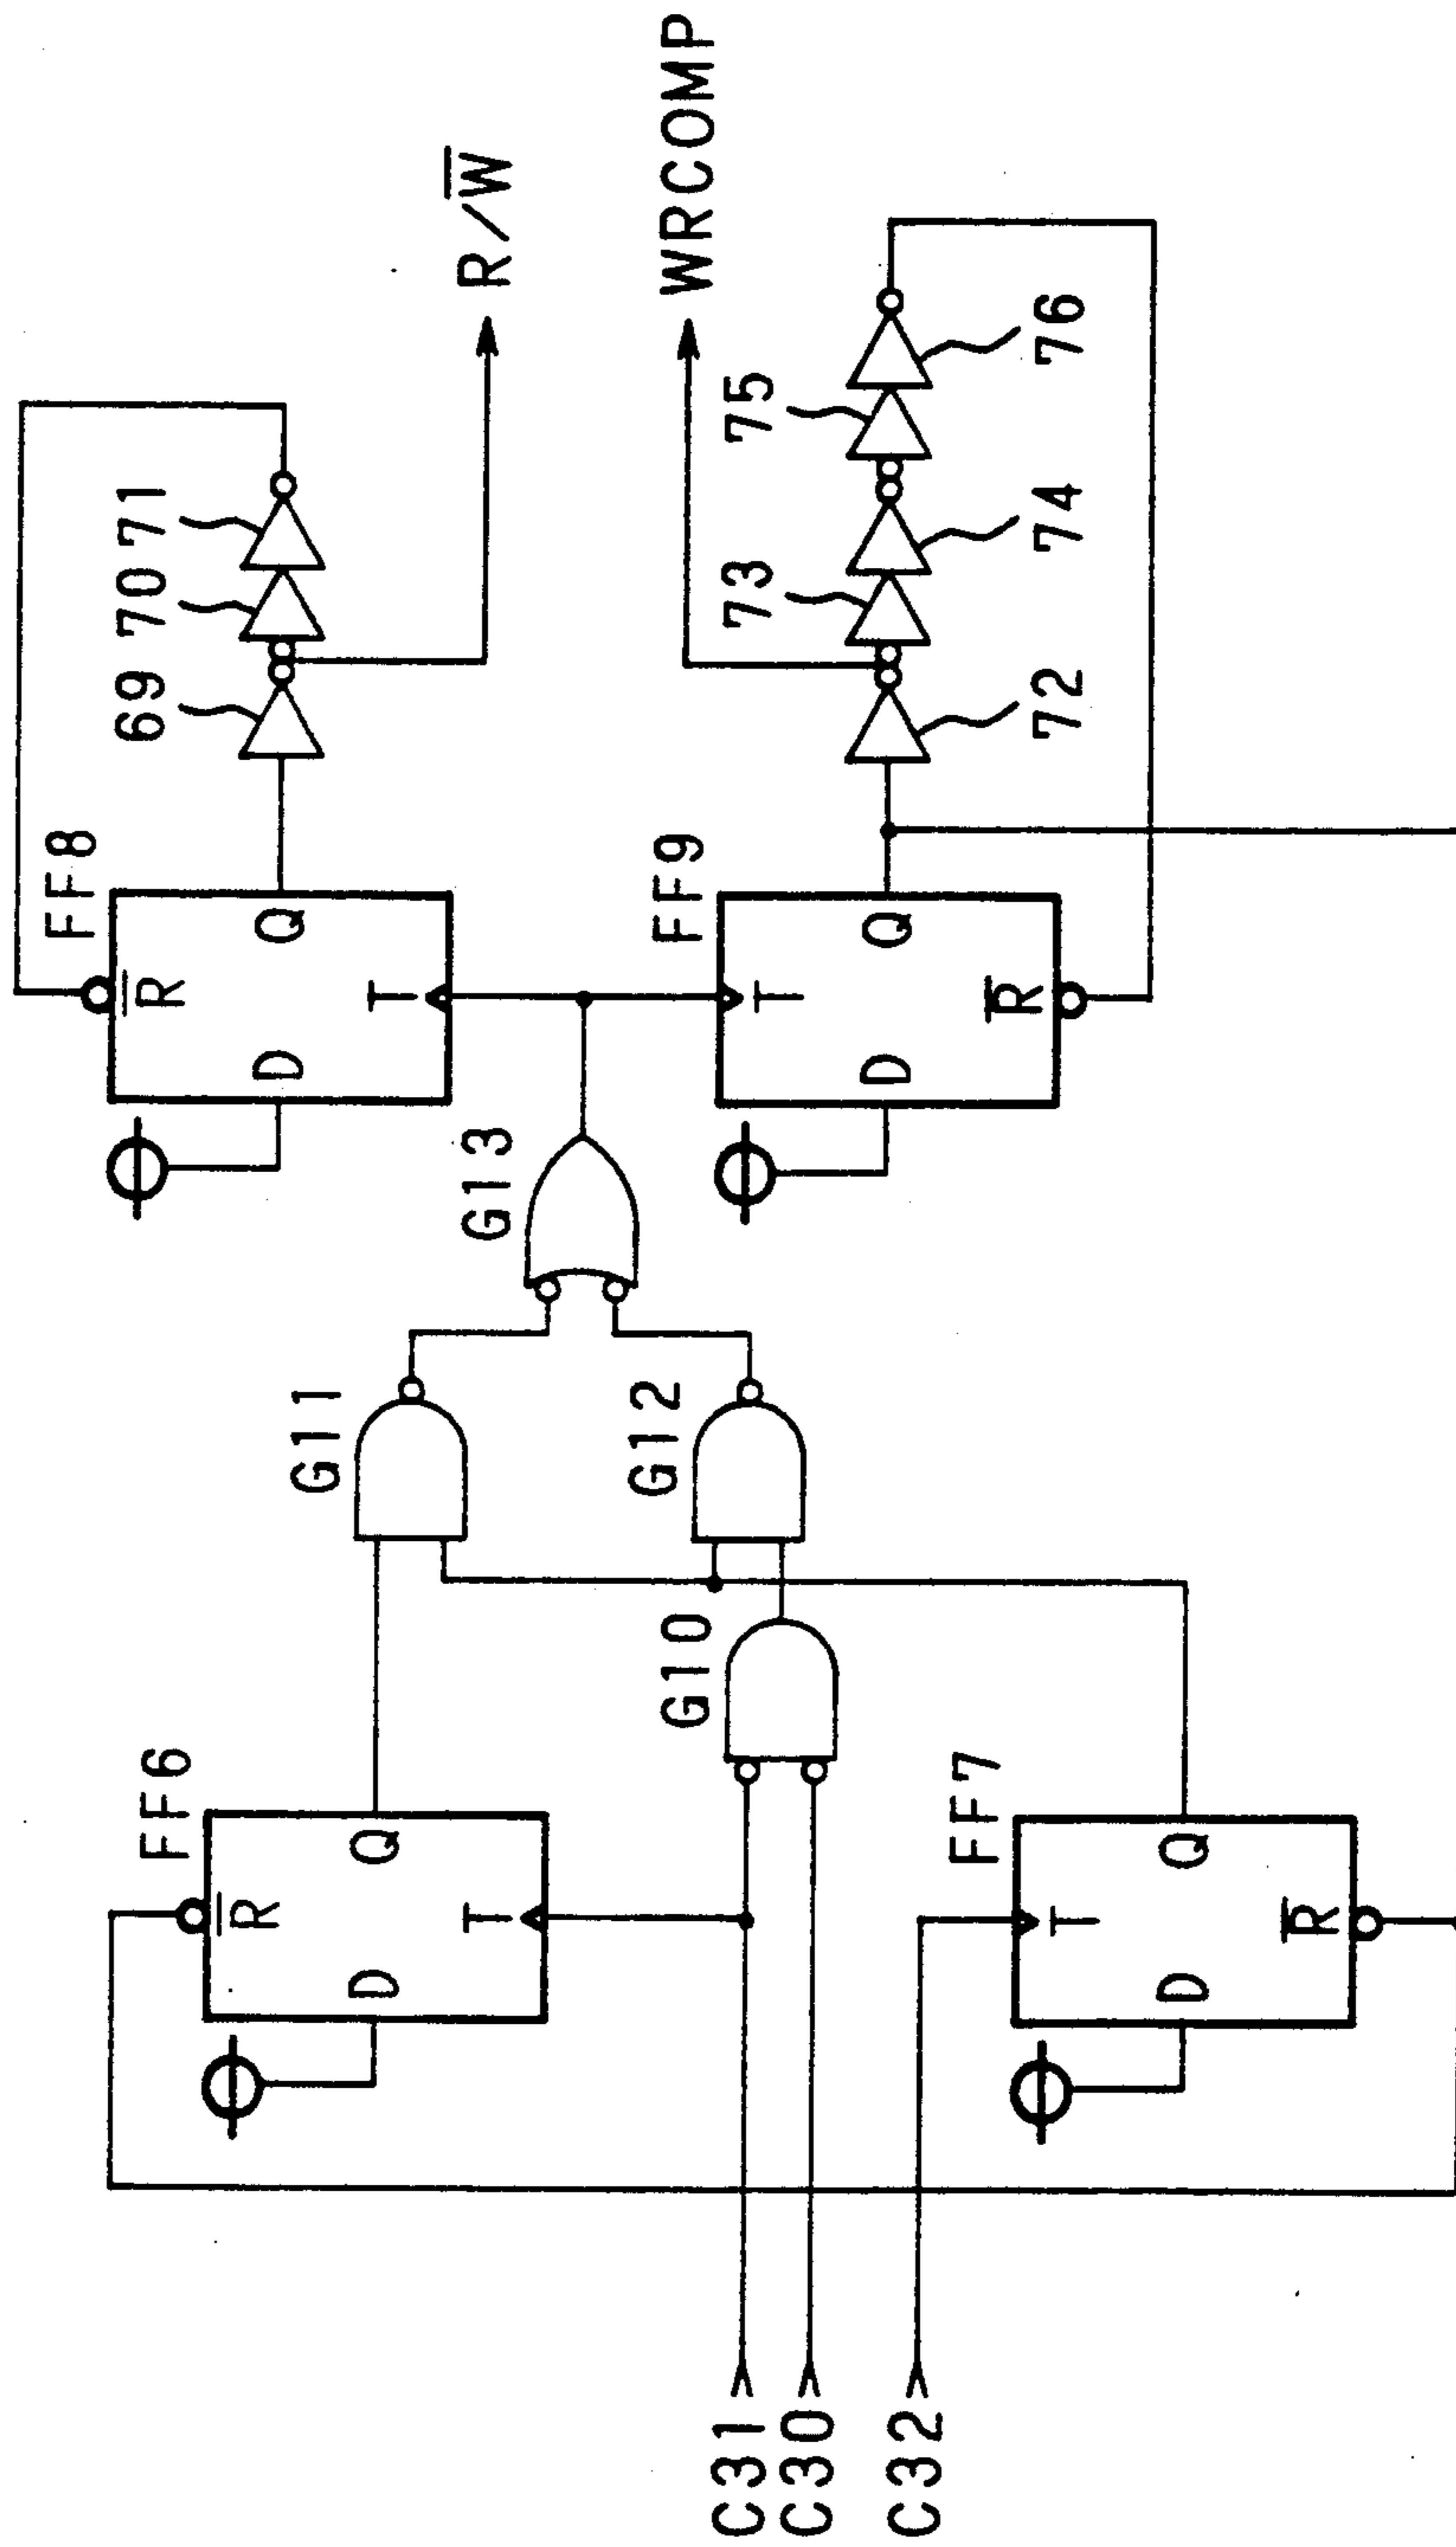 C31
C30
C32
FF6
R
D
Q
T
FF7
T
D
Q
R
G10
G11
G12
G13
FF8
R
D
Q
T
FF9
T
D
Q
R
69
70
71
72
73
74
75
76
R/W̅
WRCOMP